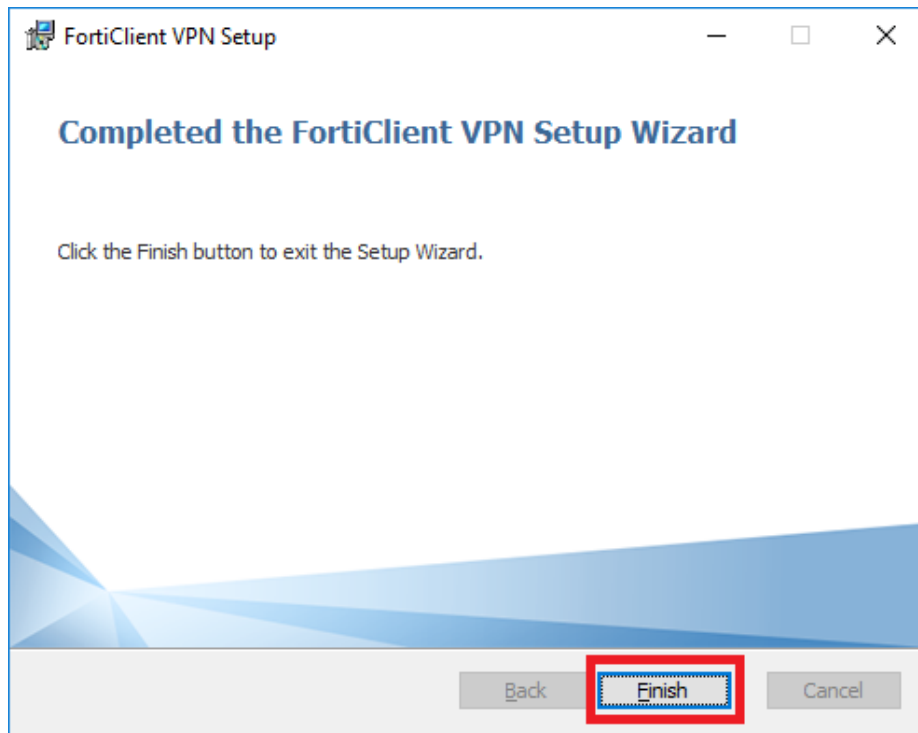 FortiClient VPN Setup
Completed the FortiClient VPN Setup Wizard
Click the Finish button to exit the Setup Wizard.
Back Finish Cancel